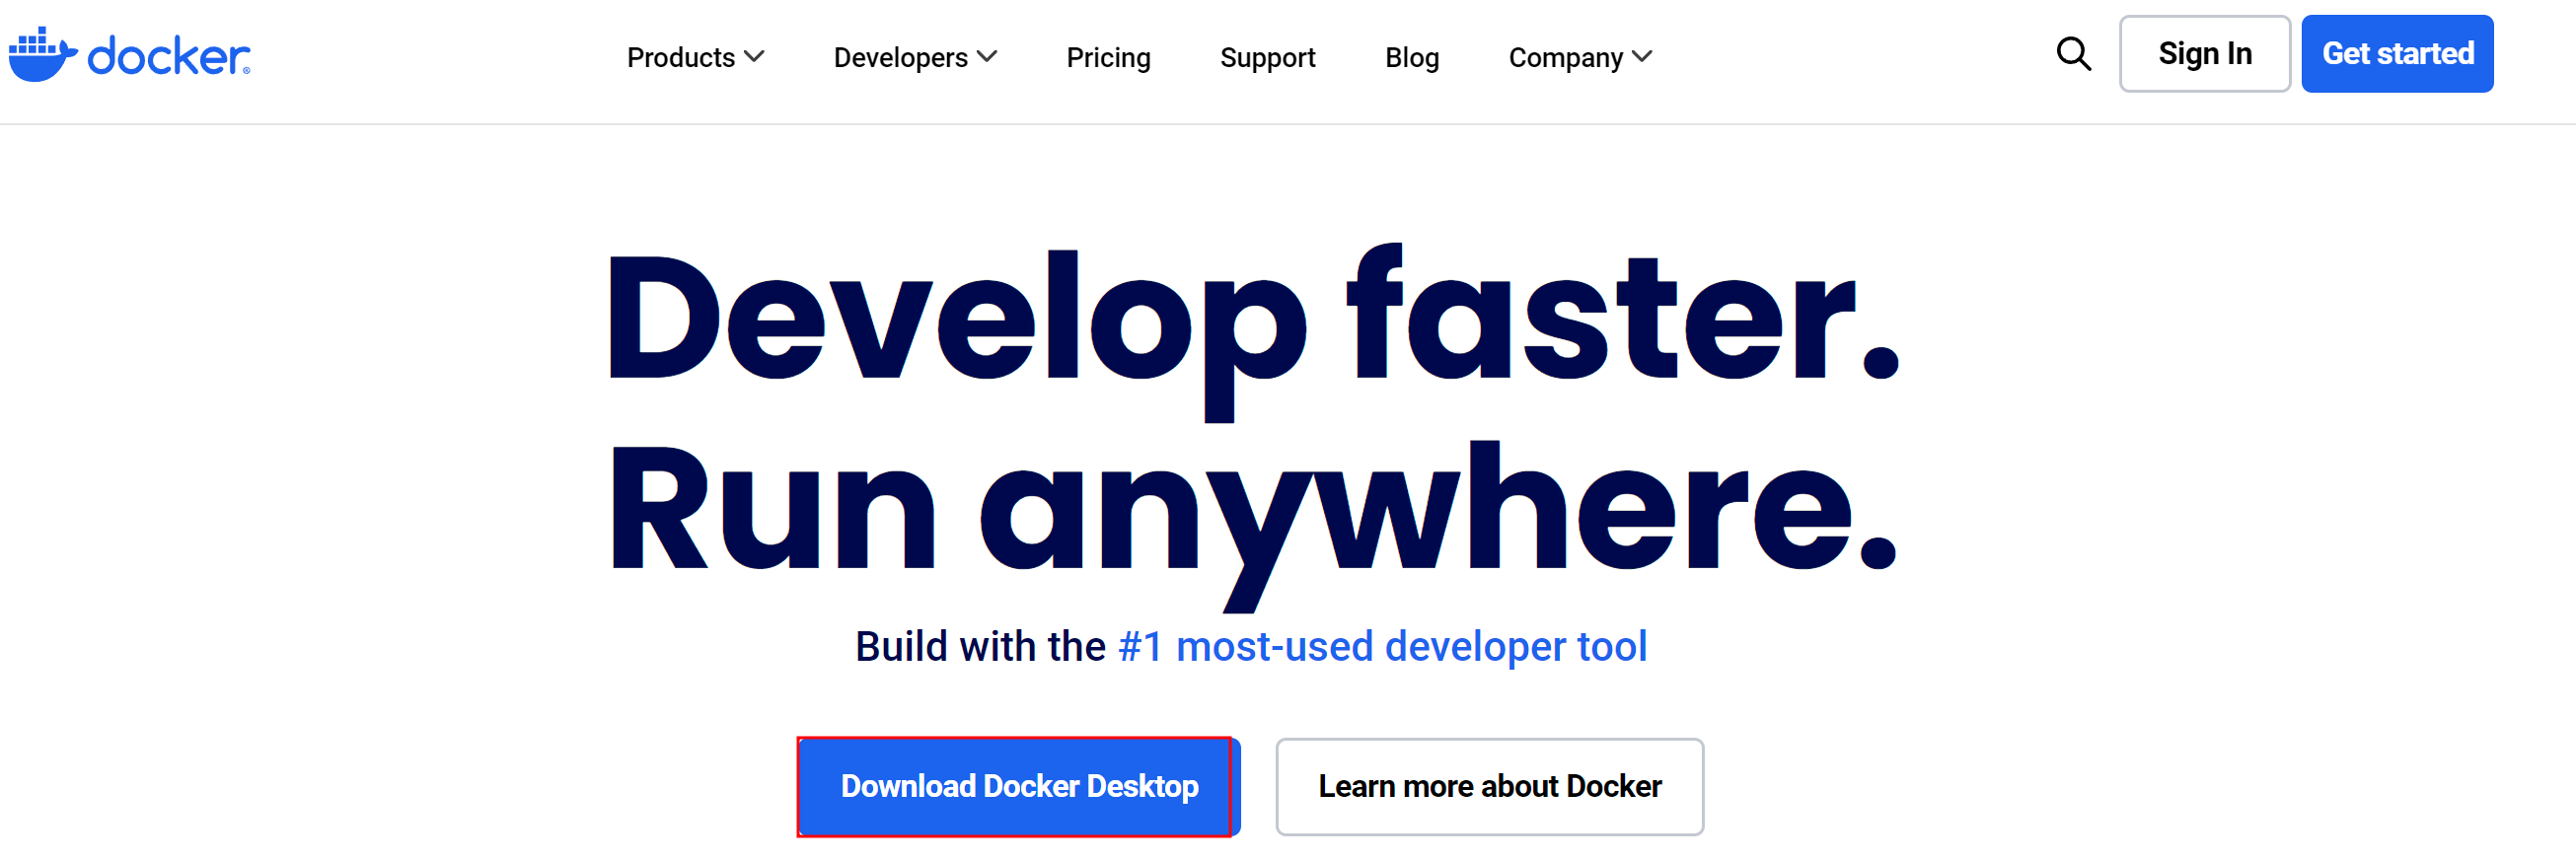 docker®
Products Developers Pricing Support Blog Company Sign In Get started
Develop faster.
Run anywhere.
Build with the #1 most-used developer tool
Download Docker Desktop Learn more about Docker